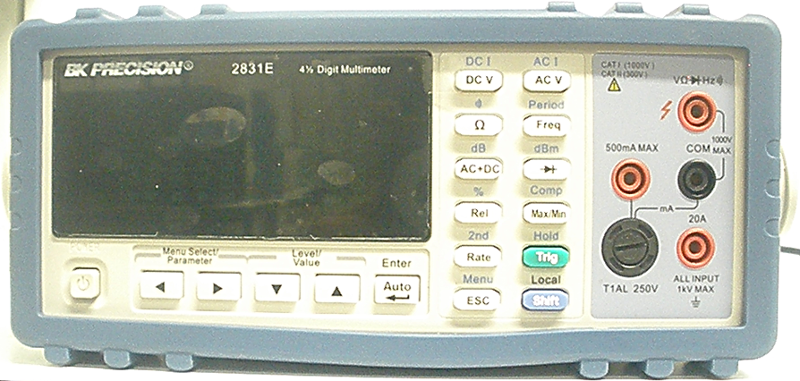 BK PRECISION® 2831E 4½ Digit Multimeter
DC I AC I
DC V AC V
Period
Ω Freq
dB dBm
AC+DC
% Comp
Rel Max/Min
2nd Hold
Rate Trig
Menu Local
ESC Shift
POWER
Menu Select/
Parameter
Level/
Value
Enter
Auto
CAT I (1000V)
CAT II (300V)
VΩ Hz
1000V
MAX
500mA MAX
COM
mA
20A
T1AL 250V
ALL INPUT
1kV MAX